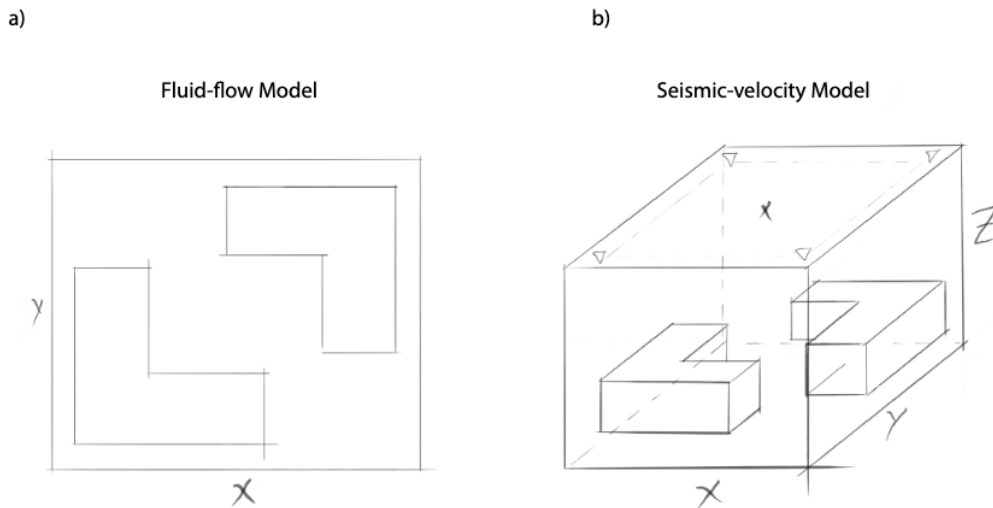 a)
b)
Fluid-flow Model
Seismic-velocity Model
x
Z
y
y
x
x